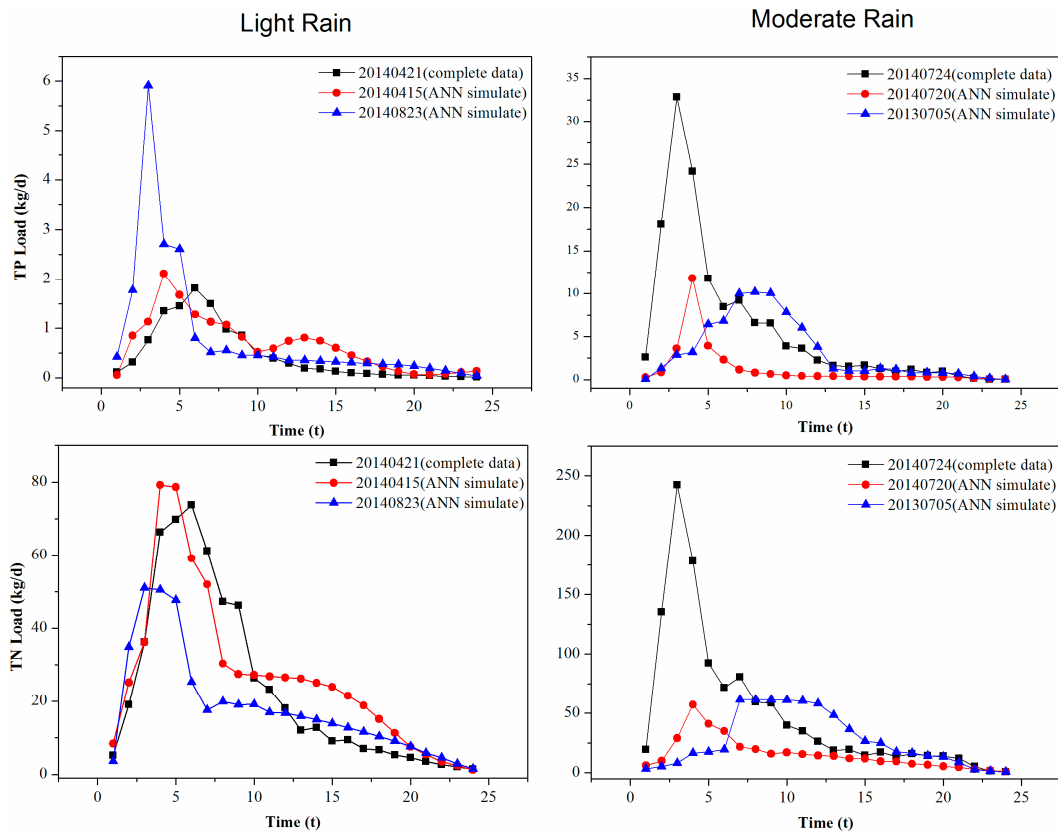 Light Rain
Moderate Rain
20140421(complete data)
20140415(ANN simulate)
20140823(ANN simulate)
TP Load (kg/d)
6
5
4
3
2
1
0
0 5 10 15 20 25
Time (t)
20140724(complete data)
20140720(ANN simulate)
20130705(ANN simulate)
35
30
25
20
15
10
5
0
0 5 10 15 20 25
Time (t)
20140421(complete data)
20140415(ANN simulate)
20140823(ANN simulate)
TN Load (kg/d)
80
60
40
20
0
0 5 10 15 20 25
Time (t)
20140724(complete data)
20140720(ANN simulate)
20130705(ANN simulate)
250
200
150
100
50
0
0 5 10 15 20 25
Time (t)